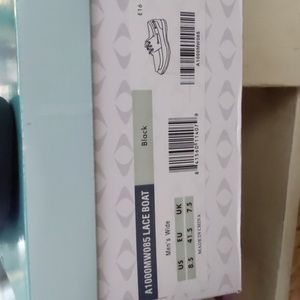 A1000MW085 LACE BOAT
Black
E16
Men's Wide
US EU UK
8.5 41.5 7.5
MADE IN CHINA
A1000MW085